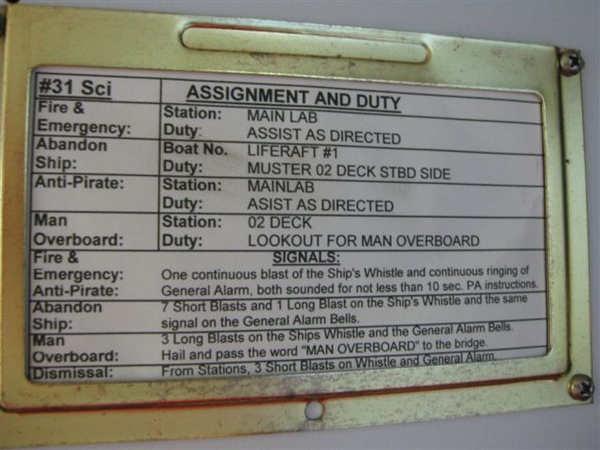 #31 Sci ASSIGNMENT AND DUTY
Fire & Station: MAIN LAB
Emergency: Duty: ASSIST AS DIRECTED
Abandon Boat No. LIFERAFT #1
Ship: Duty: MUSTER 02 DECK STBD SIDE
Anti-Pirate: Station: MAINLAB
Duty: ASIST AS DIRECTED
Man Station: 02 DECK
Overboard: Duty: LOOKOUT FOR MAN OVERBOARD
Fire & SIGNALS:
Emergency: One continuous blast of the Ship's Whistle and continuous ringing of
Anti-Pirate: General Alarm, both sounded for not less than 10 sec. PA instructions.
Abandon 7 Short Blasts and 1 Long Blast on the Ship's Whistle and the same
Ship: signal on the General Alarm Bells.
Man 3 Long Blasts on the Ships Whistle and the General Alarm Bells.
Overboard: Hail and pass the word "MAN OVERBOARD" to the bridge.
Dismissal: From Stations, 3 Short Blasts on Whistle and General Alarm.